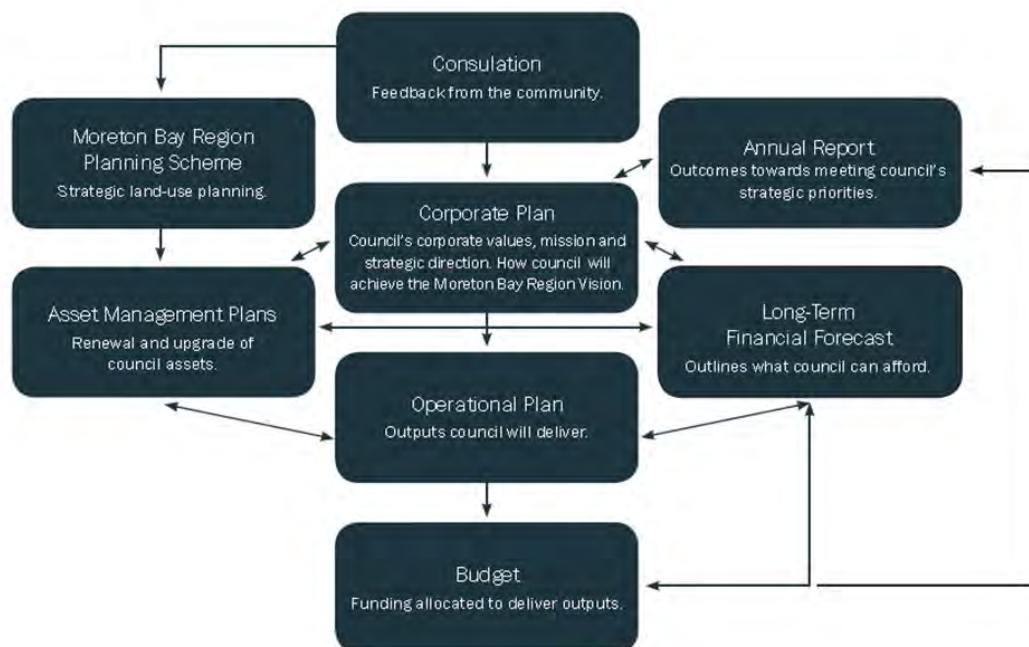 Consulation
Feedback from the community.
Moreton Bay Region
Planning Scheme
Strategic land-use planning.
Annual Report
Outcomes towards meeting council's
strategic priorities.
Corporate Plan
Council's corporate values, mission and
strategic direction. How council will
achieve the Moreton Bay Region Vision.
Asset Management Plans
Renewal and upgrade of
council assets.
Long-Term
Financial Forecast
Outlines what council can afford.
Operational Plan
Outputs council will deliver.
Budget
Funding allocated to deliver outputs.